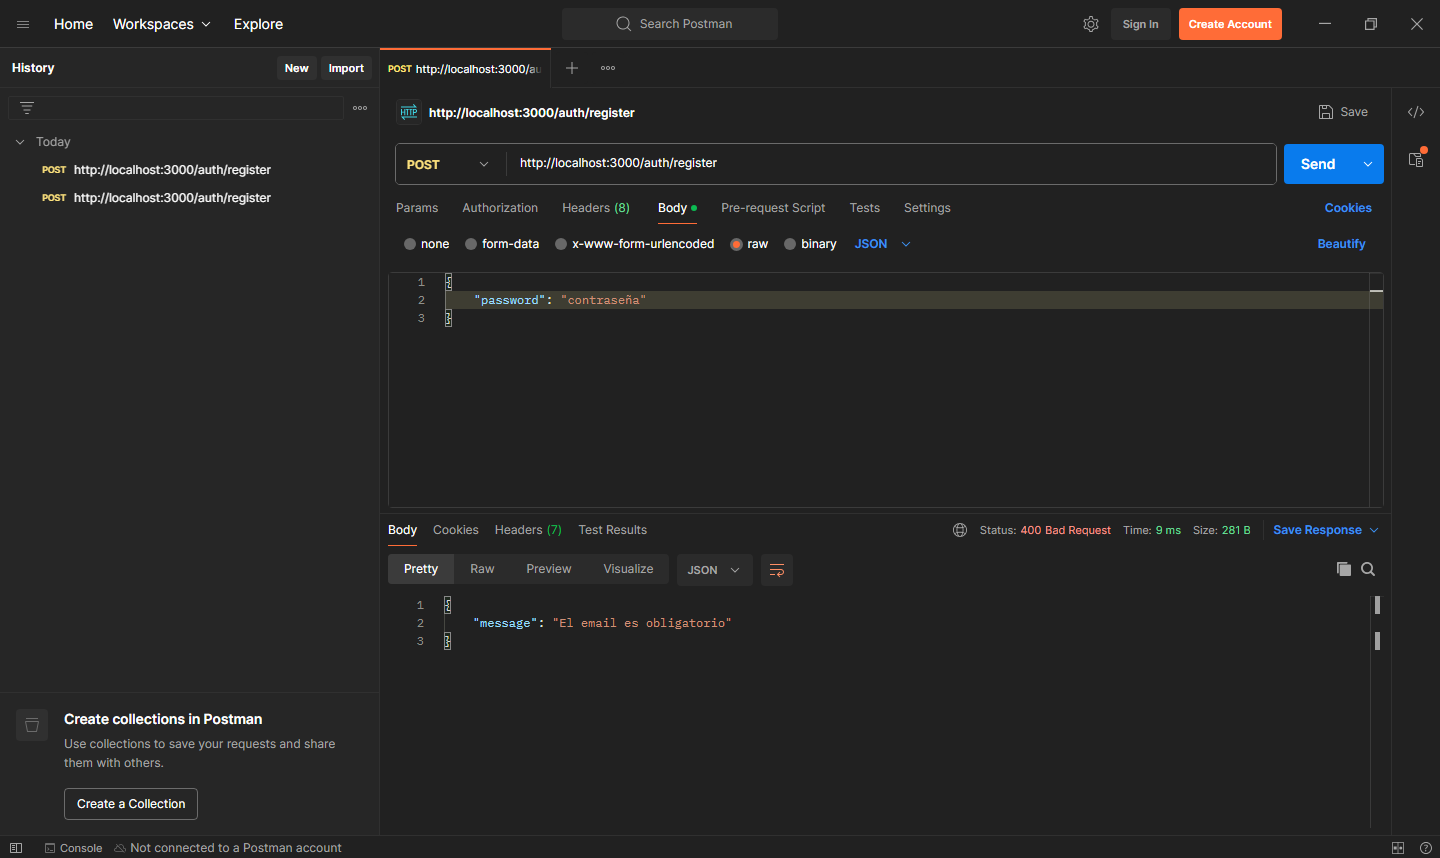 Home Workspaces Explore Search Postman Sign In Create Account
History New Import
POST http://localhost:3000/au
HTTP http://localhost:3000/auth/register Save
Today
POST http://localhost:3000/auth/register
POST http://localhost:3000/auth/register
POST http://localhost:3000/auth/register Send
Params Authorization Headers (8) Body Pre-request Script Tests Settings Cookies
none form-data x-www-form-urlencoded raw binary JSON Beautify
1 {
2 "password": "contraseña"
3 }
Body Cookies Headers (7) Test Results Status: 400 Bad Request Time: 9 ms Size: 281 B Save Response
Pretty Raw Preview Visualize JSON
1 {
2 "message": "El email es obligatorio"
3 }
Create collections in Postman
Use collections to save your requests and share
them with others.
Create a Collection
Console Not connected to a Postman account